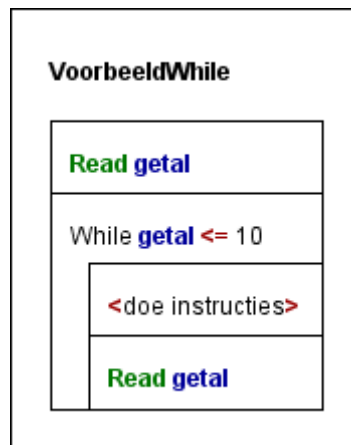 VoorbeeldWhile
Read getal
While getal <= 10
<doe instructies>
Read getal